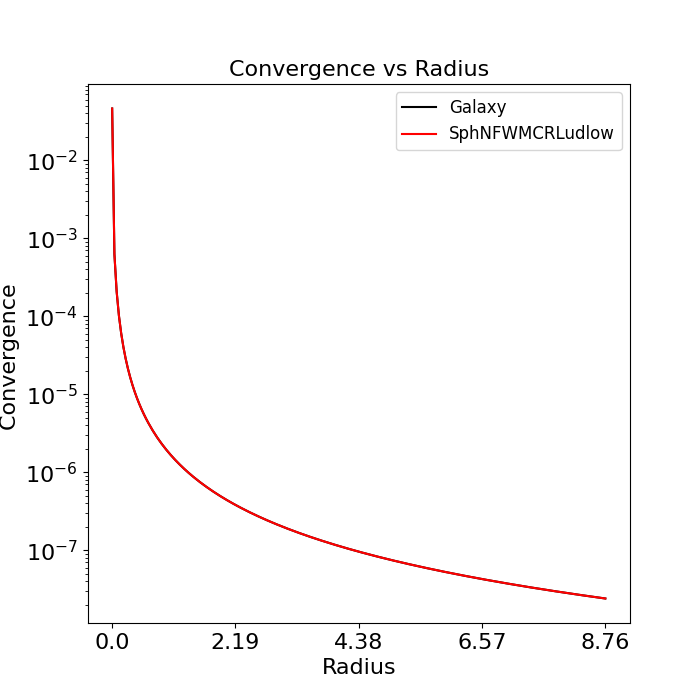 Convergence vs Radius
Galaxy
SphNFWMCRLudlow
Convergence
10⁻²
10⁻³
10⁻⁴
10⁻⁵
10⁻⁶
10⁻⁷
0.0 2.19 4.38 6.57 8.76
Radius